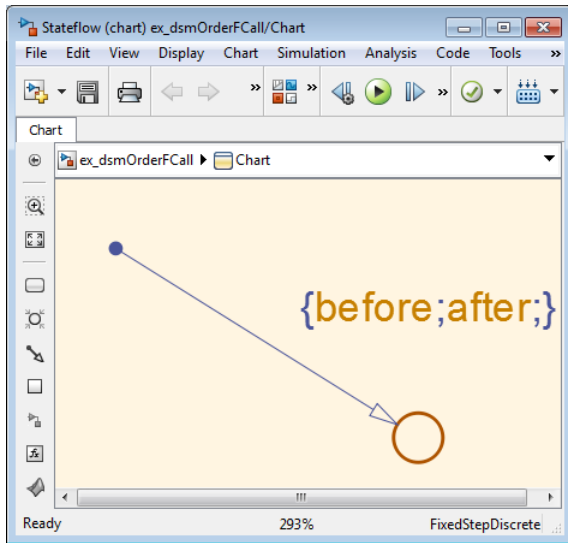 Stateflow (chart) ex_dsmOrderFCall/Chart
File Edit View Display Chart Simulation Analysis Code Tools »
» » »
Chart
ex_dsmOrderFCall Chart
{before;after;}
fx
Ready 293% FixedStepDiscrete